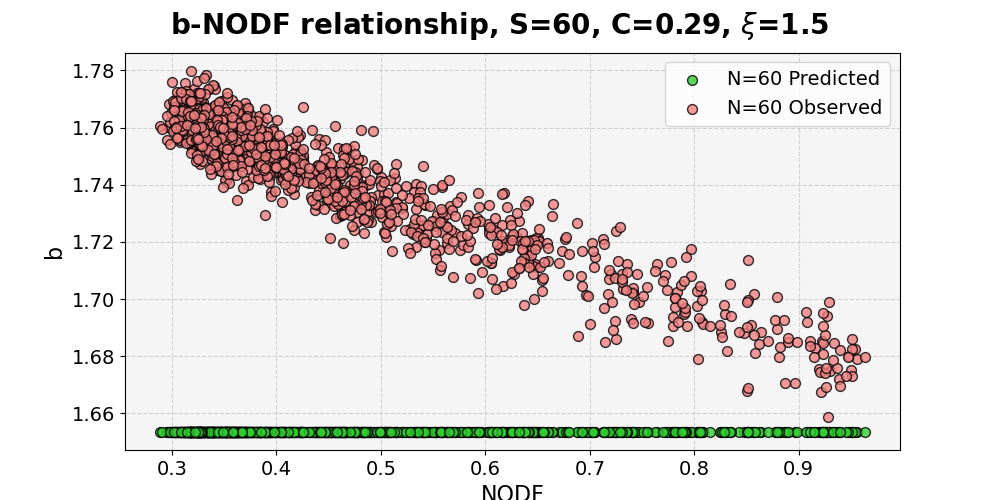 b-NODF relationship, S=60, C=0.29, ξ=1.5
N=60 Predicted
N=60 Observed
b
1.78
1.76
1.74
1.72
1.70
1.68
1.66
0.3 0.4 0.5 0.6 0.7 0.8 0.9
NODF